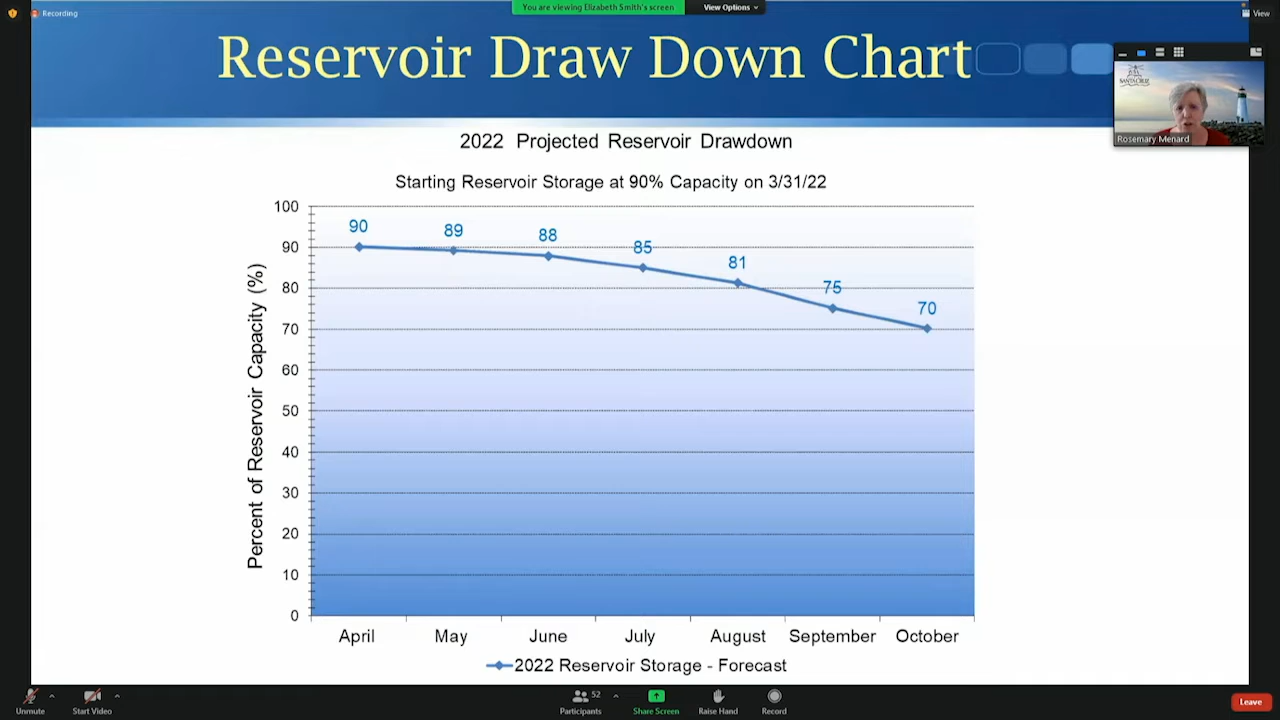 Recording
You are viewing Elizabeth Smith's screen
View Options
View
Reservoir Draw Down Chart
SANTA CRUZ
Rosemary Menard
2022 Projected Reservoir Drawdown
Starting Reservoir Storage at 90% Capacity on 3/31/22
Percent of Reservoir Capacity (%)
100
90
80
70
60
50
40
30
20
10
0
90
89
88
85
81
75
70
April
May
June
July
August
September
October
2022 Reservoir Storage - Forecast
Unmute
Start Video
52
Participants
Share Screen
Raise Hand
Record
Leave